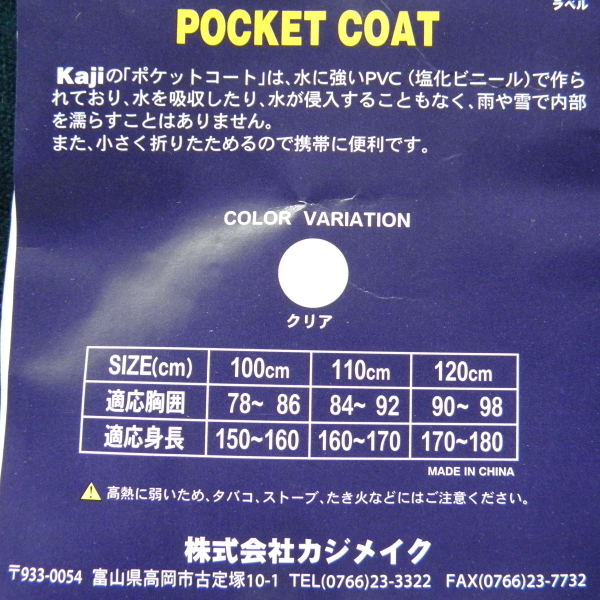 ラベル
POCKET COAT
Kajiの「ポケットコート」は、水に強いPVC（塩化ビニール）で作ら
れており、水を吸収したり、水が侵入することもなく、雨や雪で内部
を濡らすことはありません。
また、小さく折りたためるので携帯に便利です。
COLOR VARIATION
クリア
SIZE(cm) 100cm 110cm 120cm
適応胸囲 78~ 86 84~ 92 90~ 98
適応身長 150~160 160~170 170~180
MADE IN CHINA
高熱に弱いため、タバコ、ストーブ、たき火などにはご注意ください。
株式会社カジメイク
〒933-0054 富山県高岡市古定塚10-1 TEL(0766)23-3322 FAX(0766)23-7732